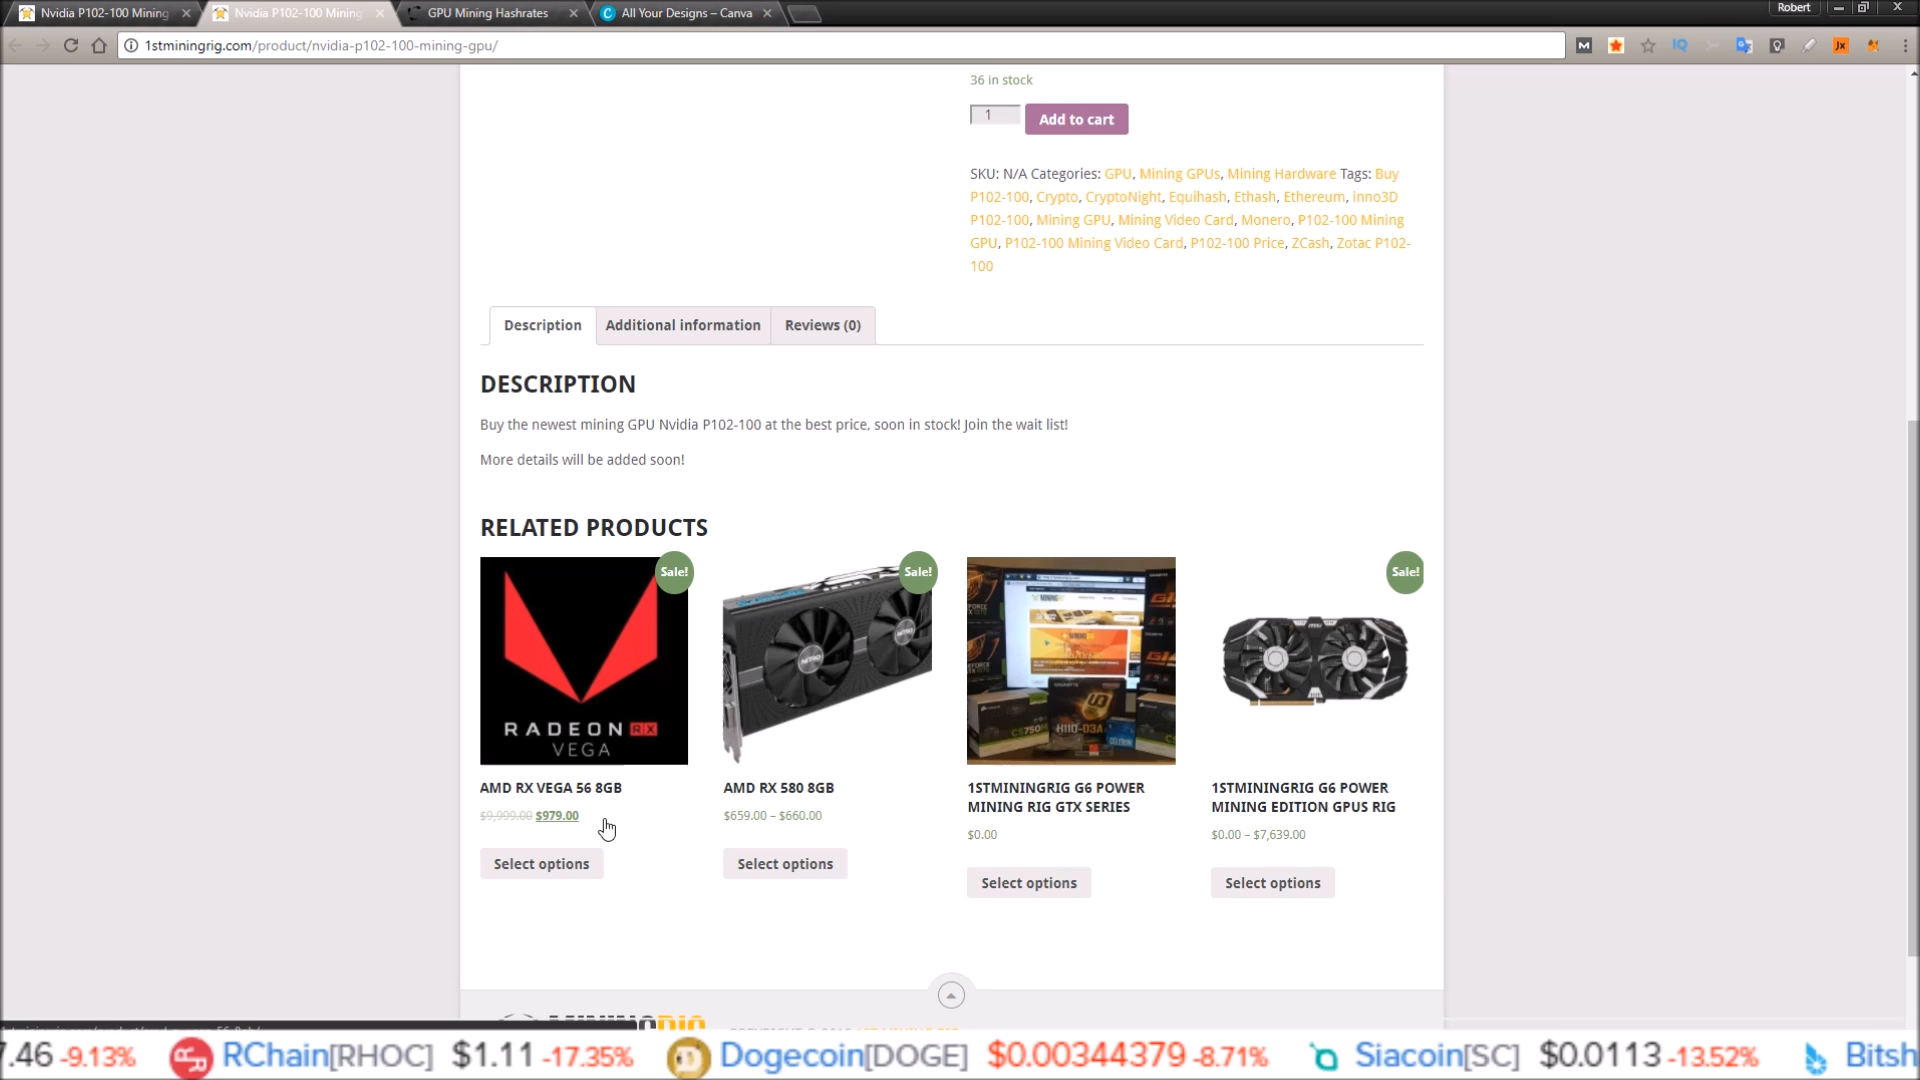 Nvidia P102-100 Mining
Nvidia P102-100 Mining
GPU Mining Hashrates
All Your Designs – Canva
Robert
1stminingrig.com/product/nvidia-p102-100-mining-gpu/
36 in stock
1
Add to cart
SKU: N/A Categories: GPU, Mining GPUs, Mining Hardware Tags: Buy
P102-100, Crypto, CryptoNight, Equihash, Ethash, Ethereum, inno3D
P102-100, Mining GPU, Mining Video Card, Monero, P102-100 Mining
GPU, P102-100 Mining Video Card, P102-100 Price, ZCash, Zotac P102-
100
Description
Additional information
Reviews (0)
DESCRIPTION
Buy the newest mining GPU Nvidia P102-100 at the best price, soon in stock! Join the wait list!
More details will be added soon!
RELATED PRODUCTS
Sale!
Sale!
Sale!
RADEON RX
VEGA
AMD RX VEGA 56 8GB
$9,999.00 $979.00
Select options
AMD RX 580 8GB
$659.00 – $660.00
Select options
H110-D3A
1STMININGRIG G6 POWER
MINING RIG GTX SERIES
$0.00
Select options
1STMININGRIG G6 POWER
MINING EDITION GPUS RIG
$0.00 – $7,639.00
Select options
7.46 -9.13% RChain[RHOC] $1.11 -17.35% Dogecoin[DOGE] $0.00344379 -8.71% Siacoin[SC] $0.0113 -13.52% Bitsh